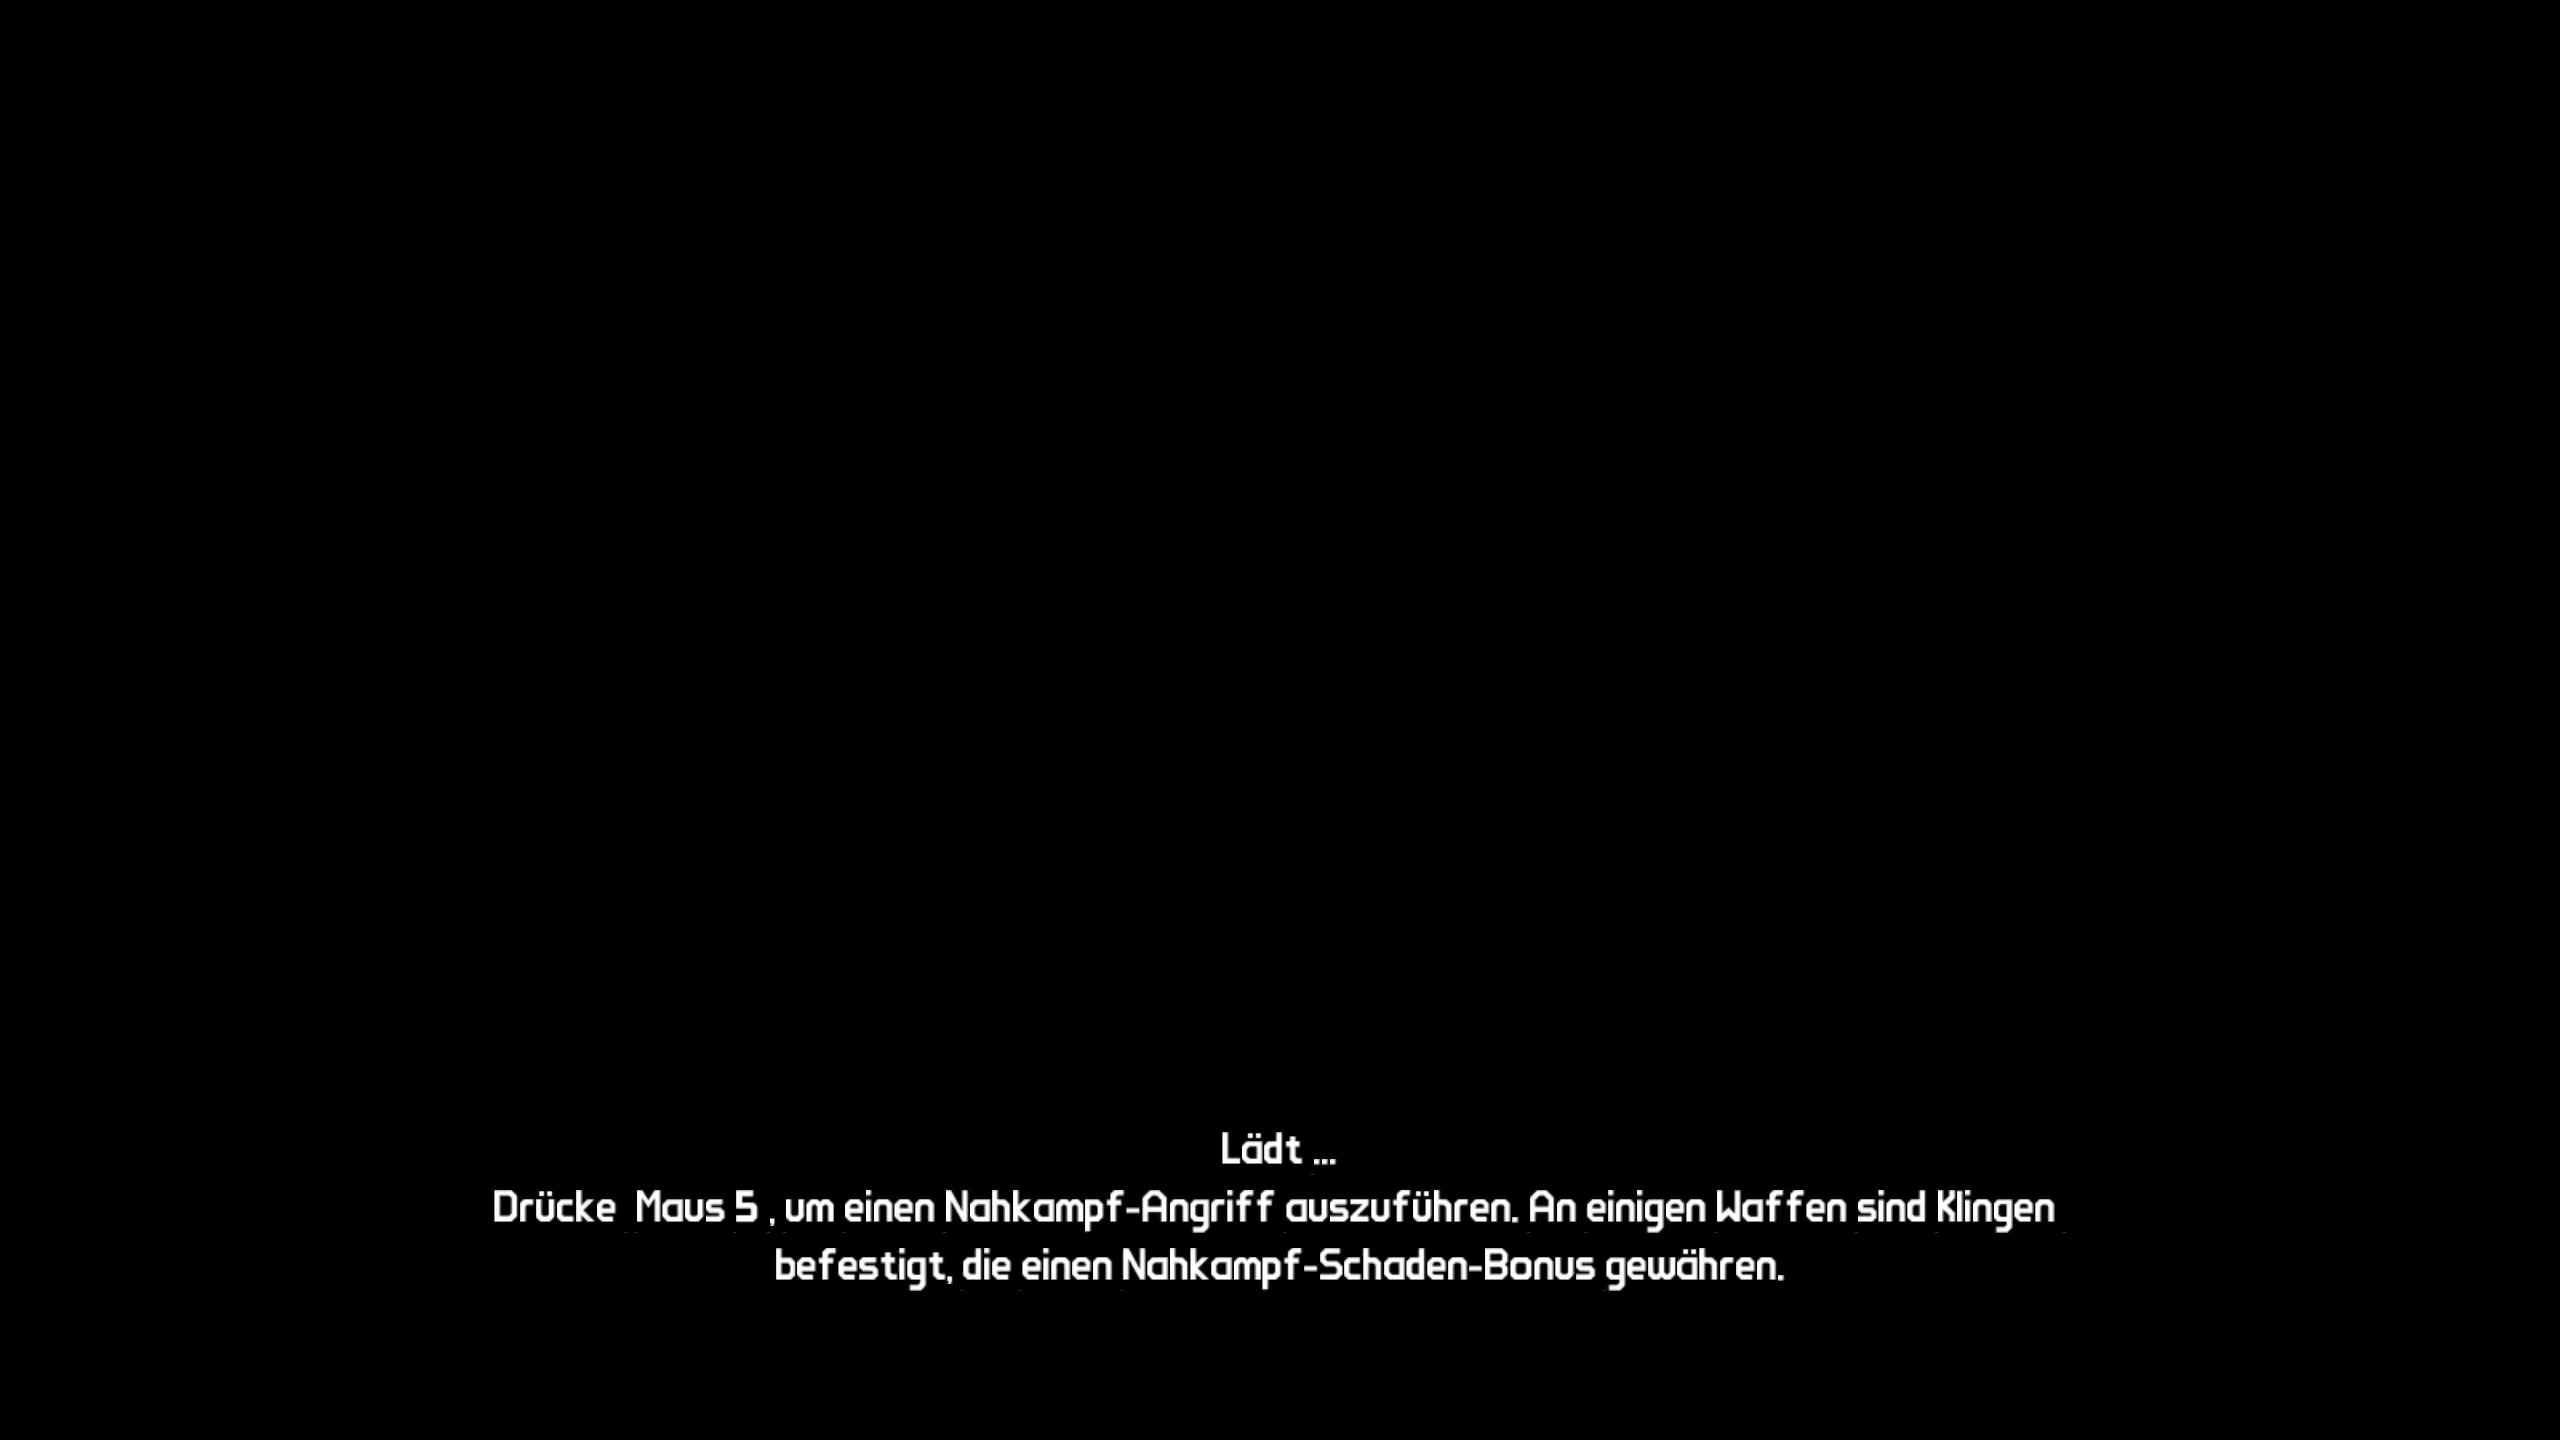 Lädt ...
Drücke  Maus 5 , um einen Nahkampf-Angriff auszuführen. An einigen Waffen sind Klingen
befestigt, die einen Nahkampf-Schaden-Bonus gewähren.